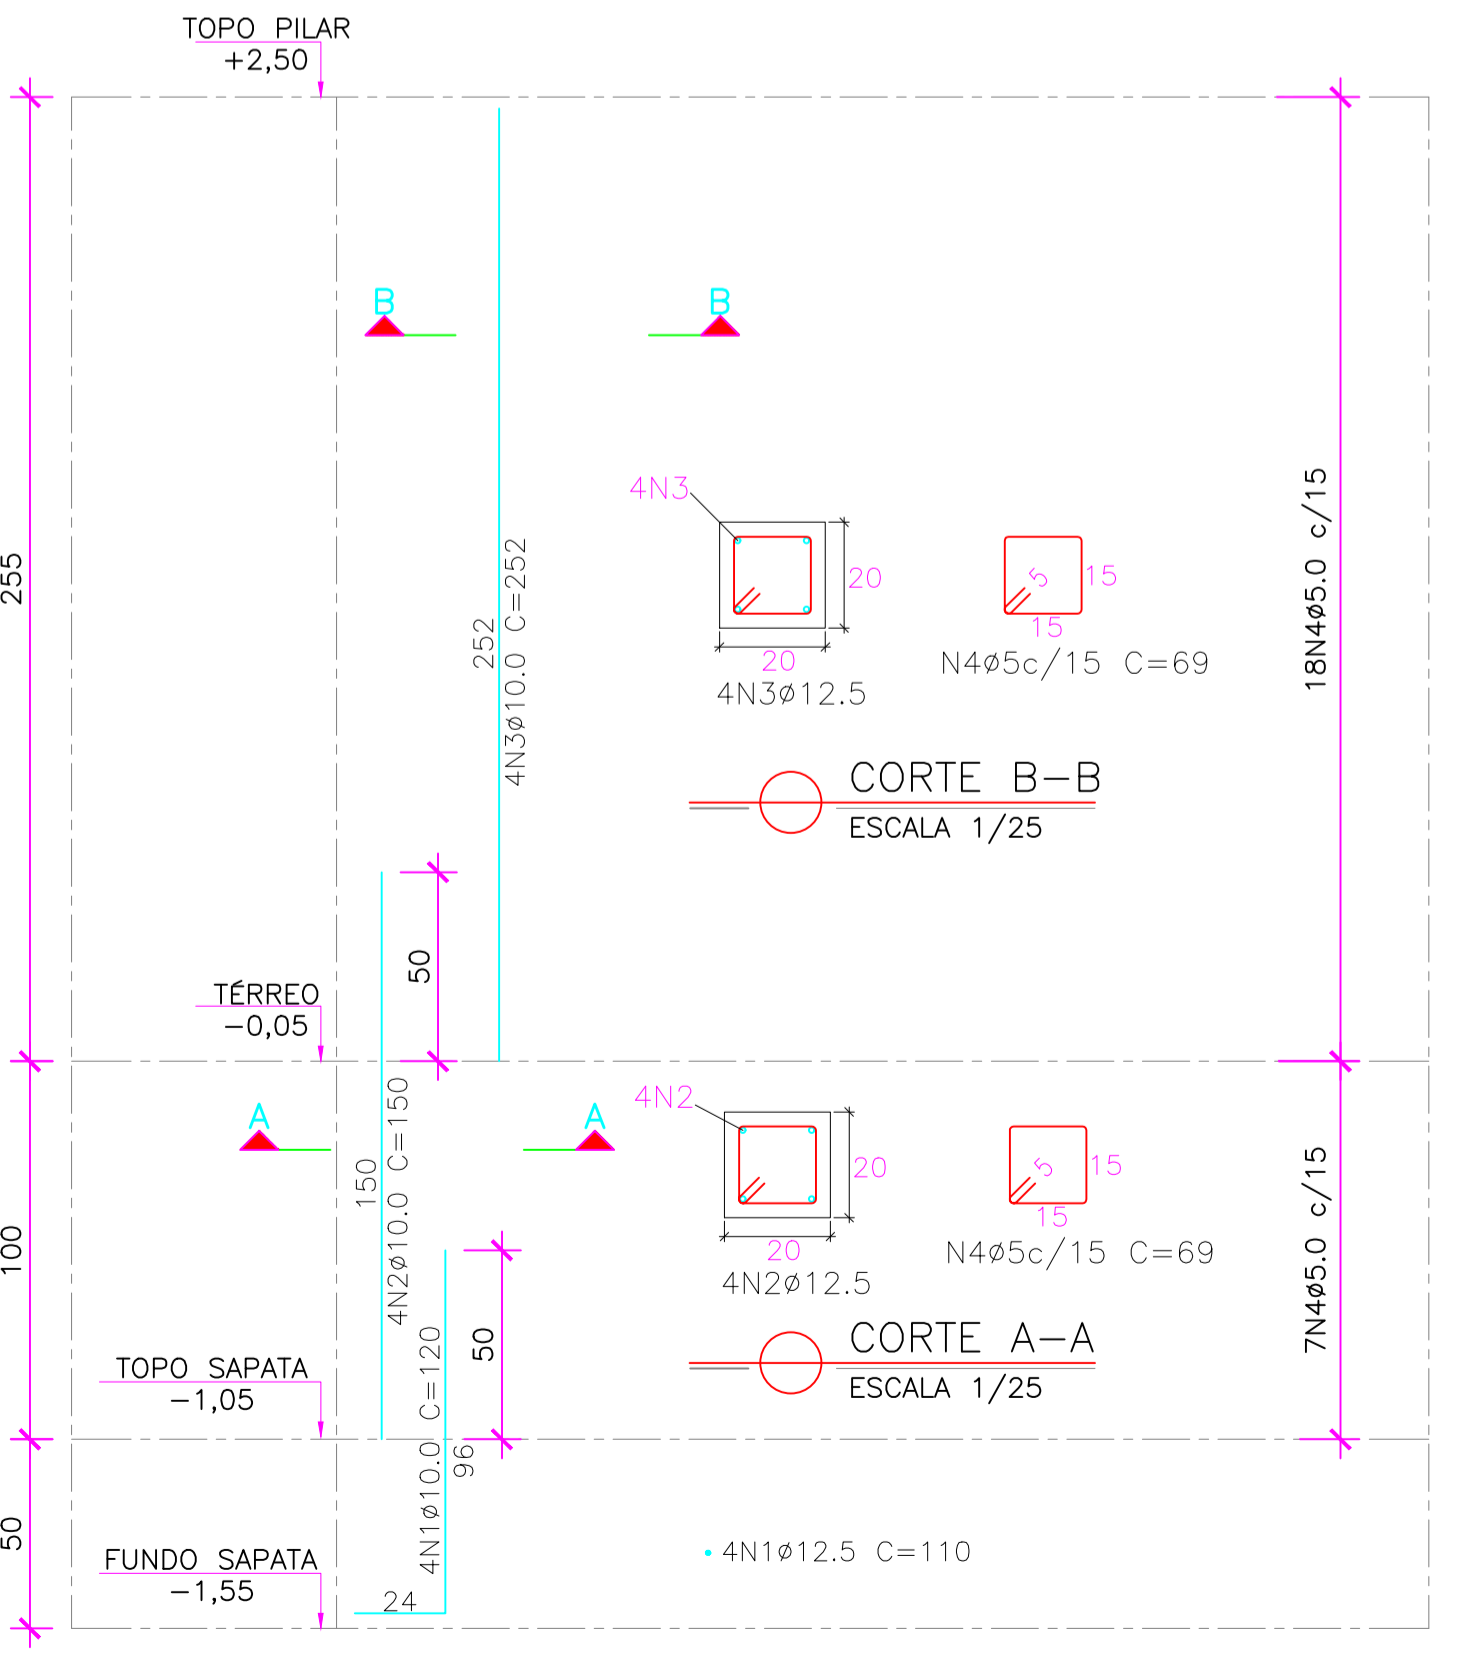 TOPO PILAR
+2,50
B
B
255
4N3
20
20
4N3ø12.5
5
15
15
N4ø5c/15 C=69
252
4N3ø10.0 C=252
18N4ø5.0 c/15
CORTE B-B
ESCALA 1/25
50
TÉRREO
-0,05
A
A
100
150
4N2ø10.0 C=150
4N2
20
20
4N2ø12.5
5
15
15
N4ø5c/15 C=69
7N4ø5.0 c/15
CORTE A-A
ESCALA 1/25
50
TOPO SAPATA
-1,05
4N1ø10.0 C=120
96
50
FUNDO SAPATA
-1,55
24
4N1ø12.5 C=110